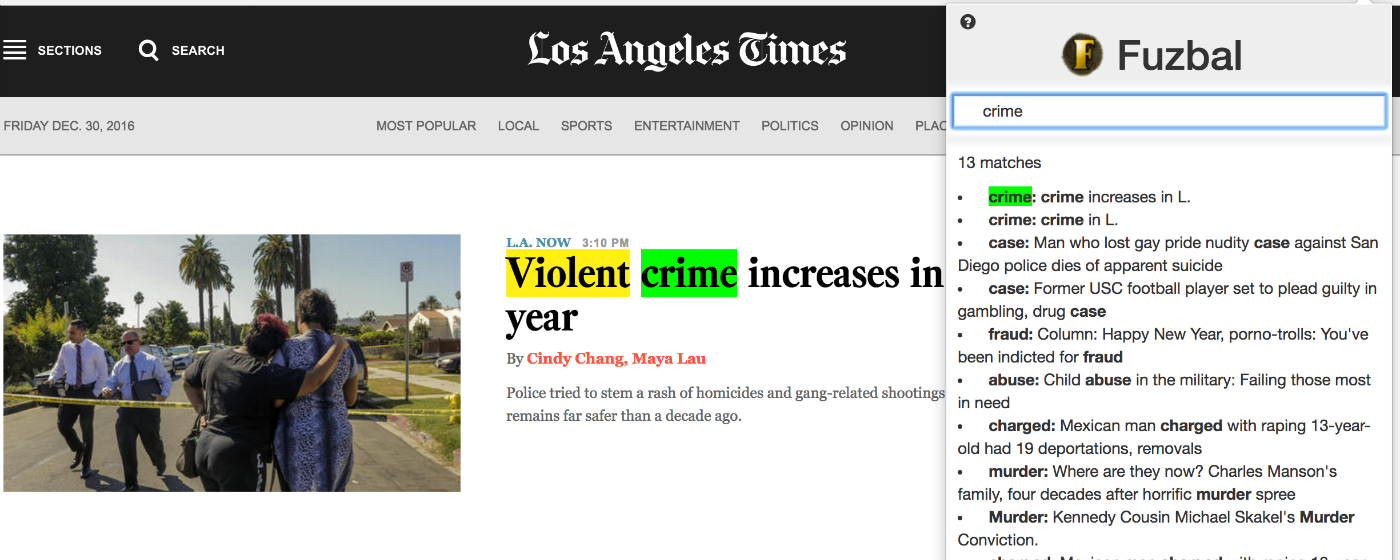 SECTIONS
SEARCH
Los Angeles Times
FRIDAY DEC. 30, 2016
MOST POPULAR
LOCAL
SPORTS
ENTERTAINMENT
POLITICS
OPINION
PLAC
L.A. NOW 3:10 PM
Violent crime increases in
year
By Cindy Chang, Maya Lau
Police tried to stem a rash of homicides and gang-related shootings
remains far safer than a decade ago.
?
F
Fuzbal
crime
13 matches
• crime: crime increases in L.
• crime: crime in L.
• case: Man who lost gay pride nudity case against San
Diego police dies of apparent suicide
• case: Former USC football player set to plead guilty in
gambling, drug case
• fraud: Column: Happy New Year, porno-trolls: You've
been indicted for fraud
• abuse: Child abuse in the military: Failing those most
in need
• charged: Mexican man charged with raping 13-year-
old had 19 deportations, removals
• murder: Where are they now? Charles Manson's
family, four decades after horrific murder spree
• Murder: Kennedy Cousin Michael Skakel's Murder
Conviction.